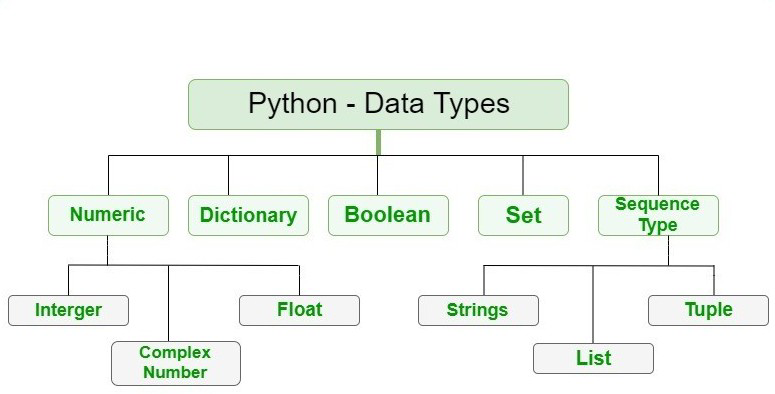 Python - Data Types
Numeric
Dictionary
Boolean
Set
Sequence
Type
Interger
Float
Strings
Tuple
Complex
Number
List